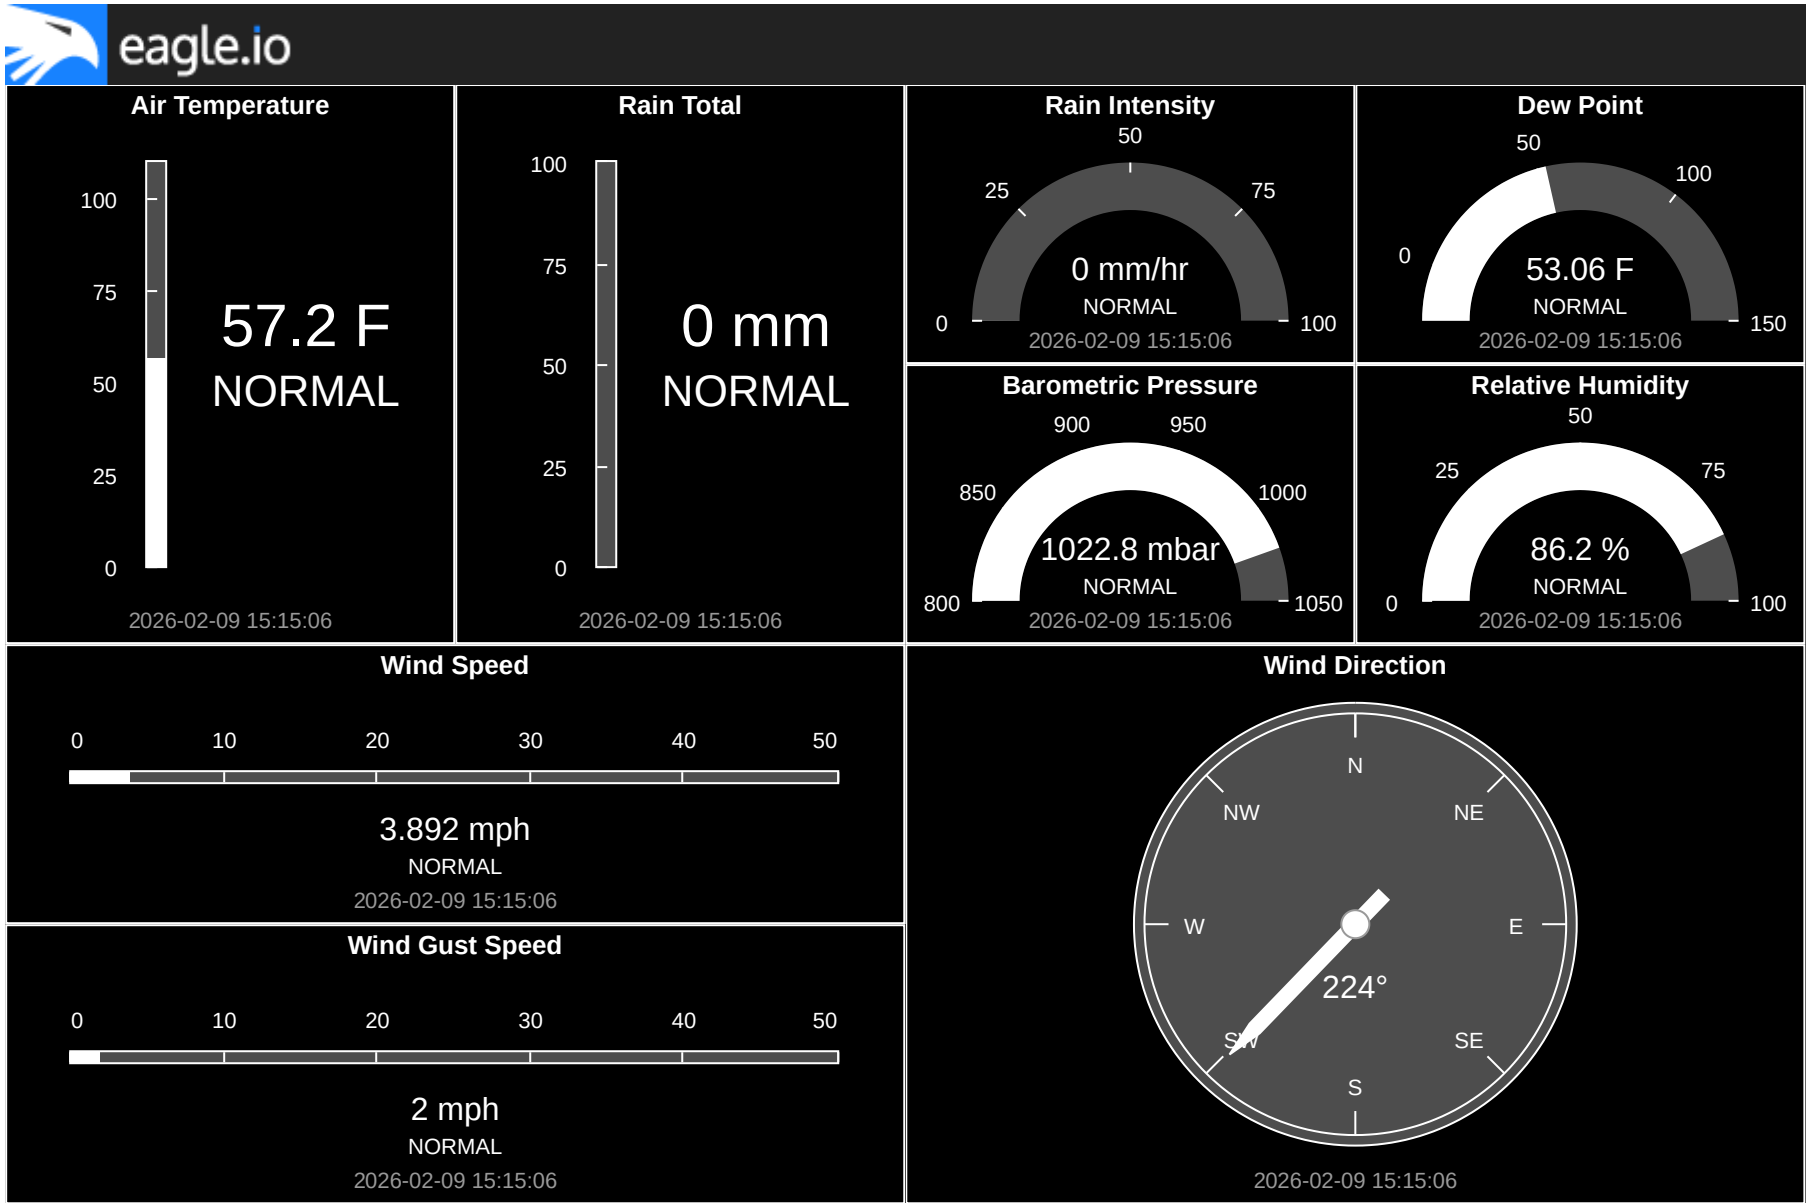 eagle.io
Air Temperature
100
75
50
25
0
57.2 F
NORMAL
2026-02-09 15:15:06
Rain Total
100
75
50
25
0
0 mm
NORMAL
2026-02-09 15:15:06
Rain Intensity
50
25
75
0
100
0 mm/hr
NORMAL
2026-02-09 15:15:06
Dew Point
50
100
0
150
53.06 F
NORMAL
2026-02-09 15:15:06
Barometric Pressure
900
950
850
1000
800
1050
1022.8 mbar
NORMAL
2026-02-09 15:15:06
Relative Humidity
50
25
75
0
100
86.2 %
NORMAL
2026-02-09 15:15:06
Wind Speed
0 10 20 30 40 50
3.892 mph
NORMAL
2026-02-09 15:15:06
Wind Gust Speed
0 10 20 30 40 50
2 mph
NORMAL
2026-02-09 15:15:06
Wind Direction
N
NW
NE
W
E
224°
SW
SE
S
2026-02-09 15:15:06